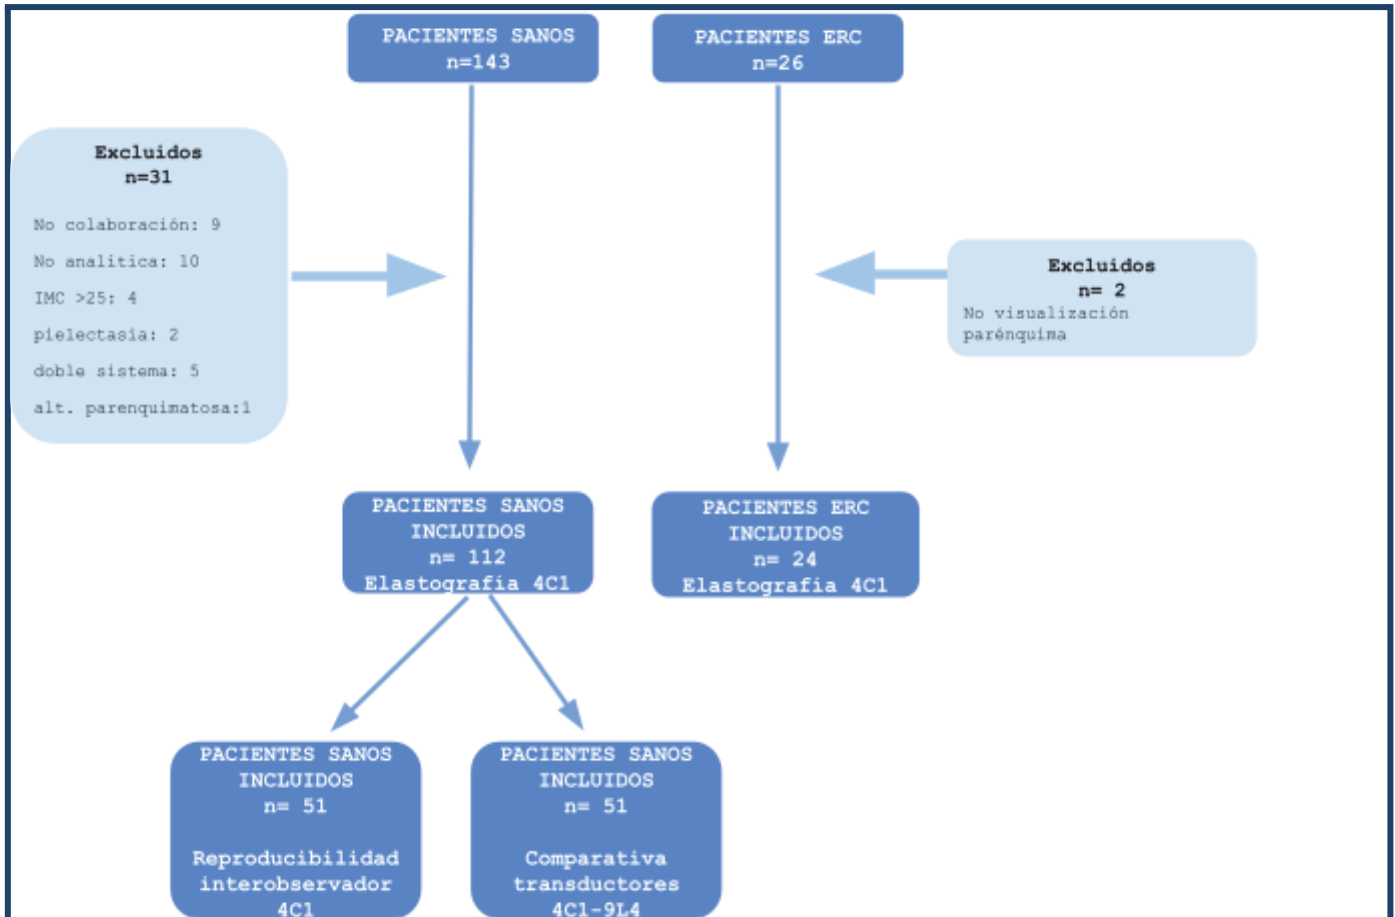 PACIENTES SANOS
n=143
PACIENTES ERC
n=26
Excluidos
n=31
No colaboración: 9
No analitica: 10
IMC >25: 4
pielectasia: 2
doble sistema: 5
alt. parenquimatosa:1
Excluidos
n= 2
No visualización
parénquima
PACIENTES SANOS
INCLUIDOS
n= 112
Elastografia 4C1
PACIENTES ERC
INCLUIDOS
n= 24
Elastografia 4C1
PACIENTES SANOS
INCLUIDOS
n= 51
Reproducibilidad
interobservador
4C1
PACIENTES SANOS
INCLUIDOS
n= 51
Comparativa
transductores
4C1-9L4